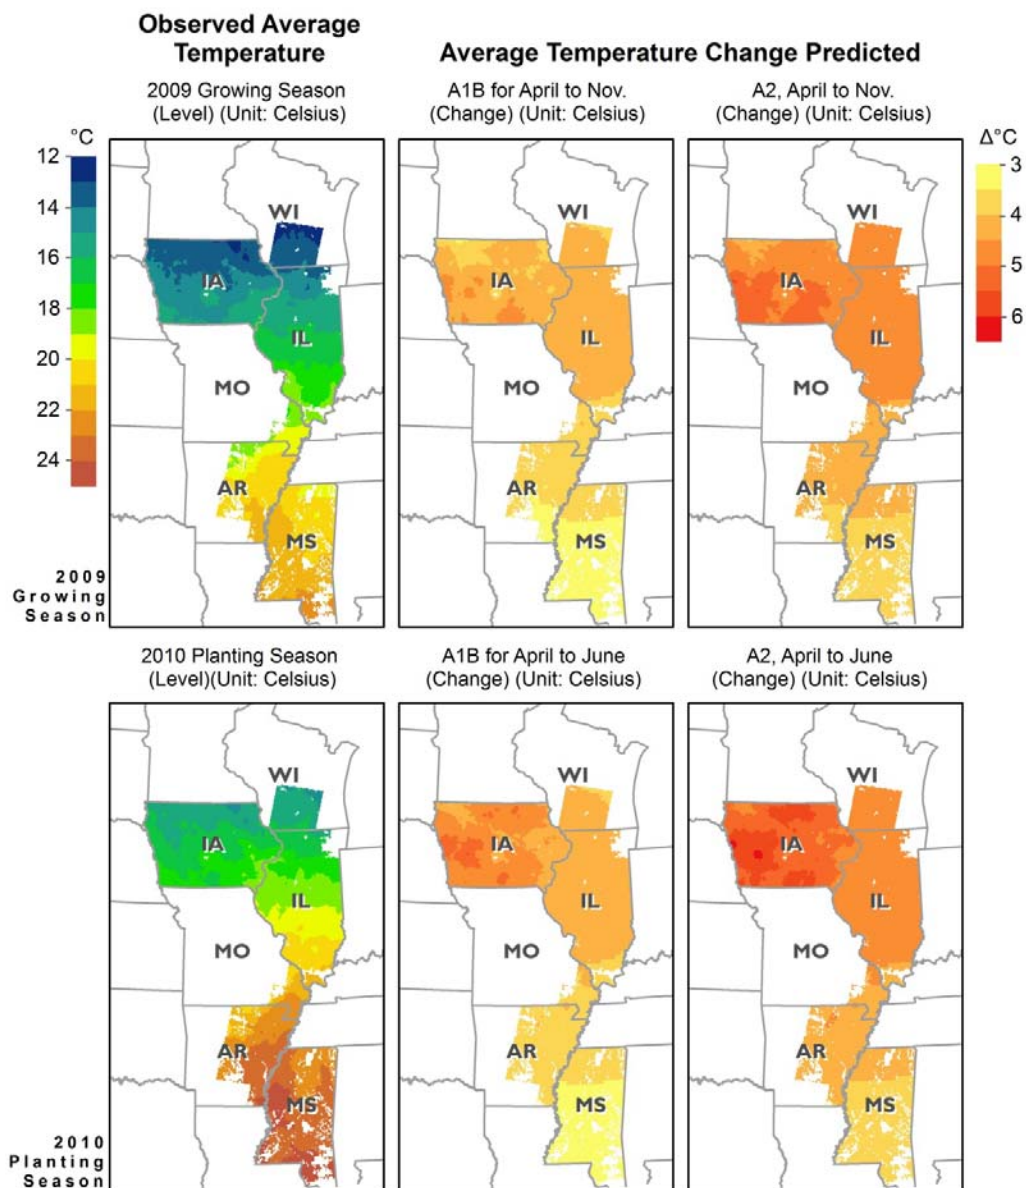 Observed Average
Temperature
Average Temperature Change Predicted
2009 Growing Season
(Level) (Unit: Celsius)
A1B for April to Nov.
(Change) (Unit: Celsius)
A2, April to Nov.
(Change) (Unit: Celsius)
°C
12
14
16
18
20
22
24
Δ°C
3
4
5
6
WI
IA
IL
MO
AR
MS
WI
IA
IL
MO
AR
MS
WI
IA
IL
MO
AR
MS
2009
Growing
Season
2010 Planting Season
(Level)(Unit: Celsius)
A1B for April to June
(Change) (Unit: Celsius)
A2, April to June
(Change) (Unit: Celsius)
WI
IA
IL
MO
AR
MS
WI
IA
IL
MO
AR
MS
WI
IA
IL
MO
AR
MS
2010
Planting
Season